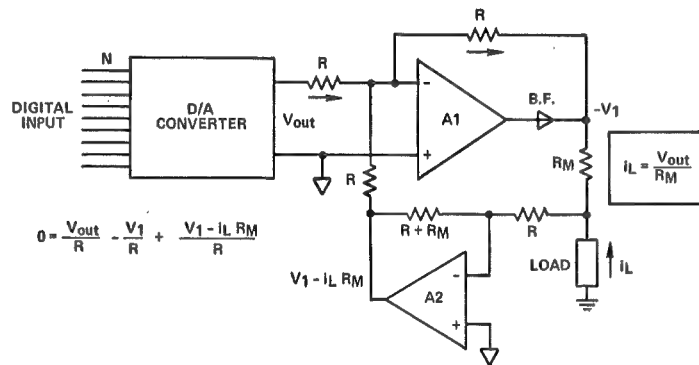 R
N
R
B.F.
-V1
DIGITAL
INPUT
D/A
CONVERTER
Vout
-
+
A1
RM
iL = Vout / RM
R
0 = Vout / R - V1 / R + V1 - iL RM / R
R + RM
R
V1 - iL RM
-
+
A2
LOAD
iL